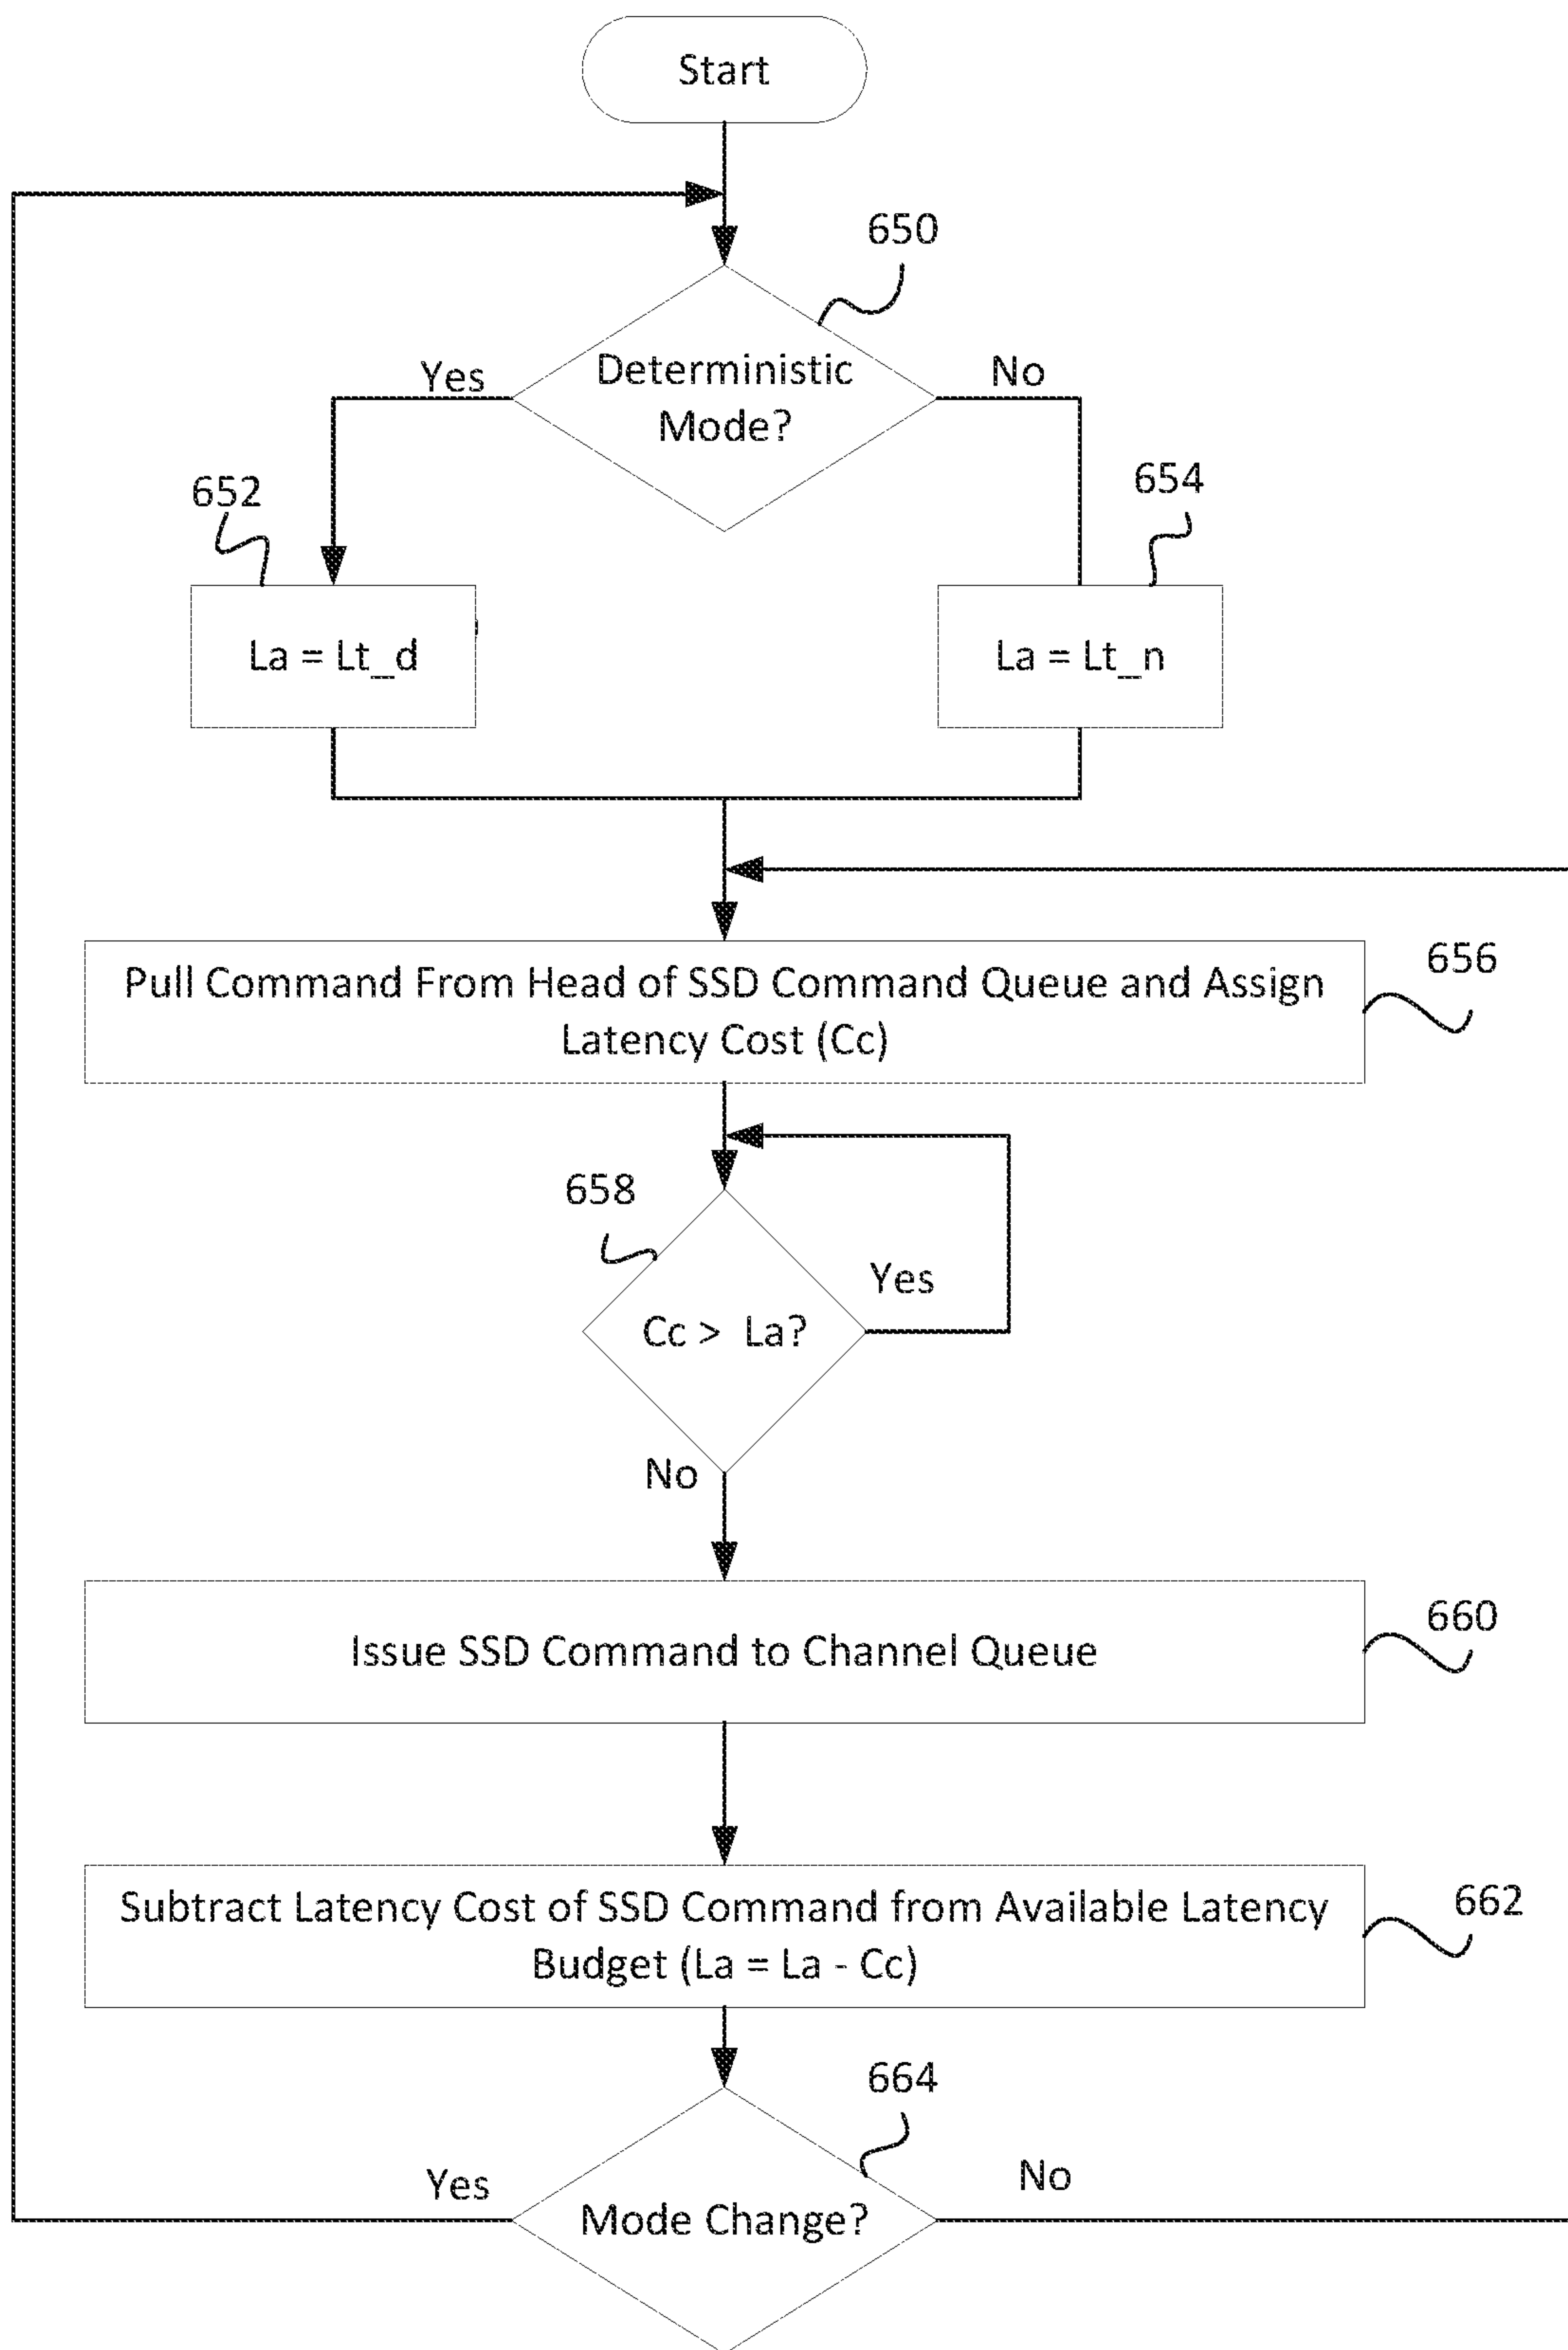 Start
650
Deterministic
Mode?
Yes
No
652
654
La = Lt_d
La = Lt_n
Pull Command From Head of SSD Command Queue and Assign
Latency Cost (Cc)
656
658
Cc > La?
Yes
No
Issue SSD Command to Channel Queue
660
Subtract Latency Cost of SSD Command from Available Latency
Budget (La = La - Cc)
662
664
Mode Change?
Yes
No